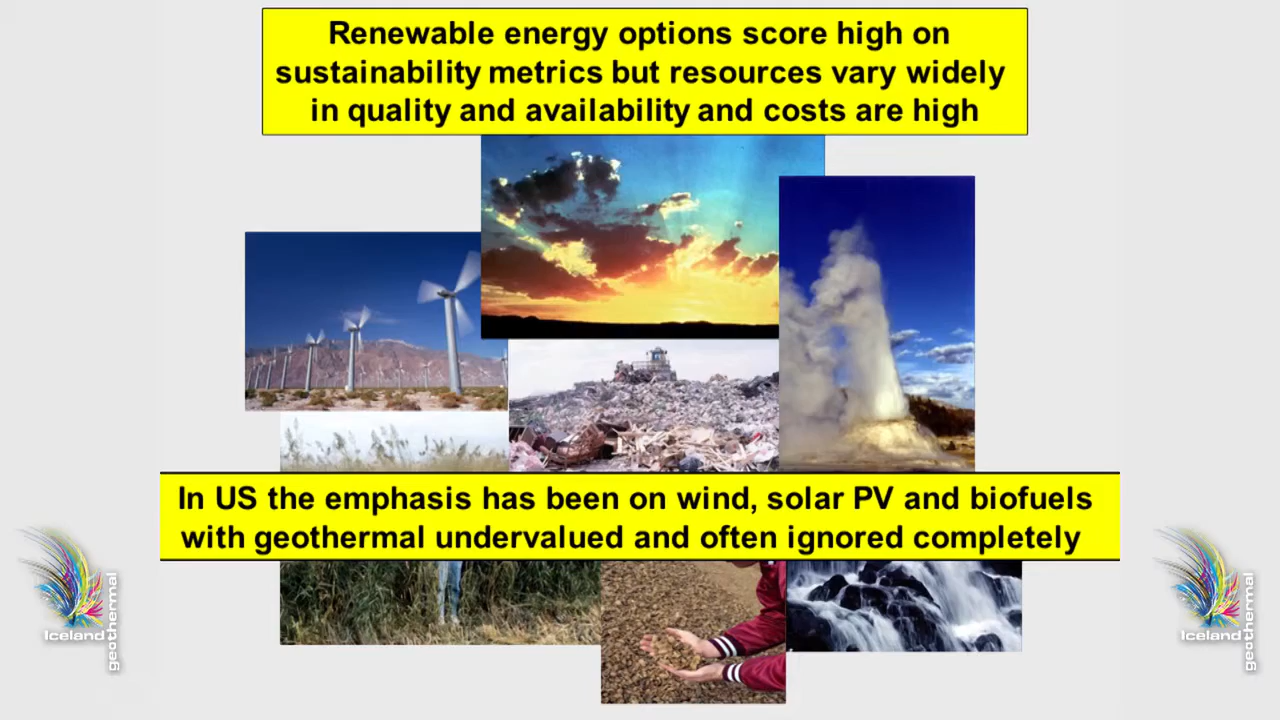 Renewable energy options score high on
sustainability metrics but resources vary widely
in quality and availability and costs are high
In US the emphasis has been on wind, solar PV and biofuels
with geothermal undervalued and often ignored completely
Iceland
geothermal
Iceland
geothermal